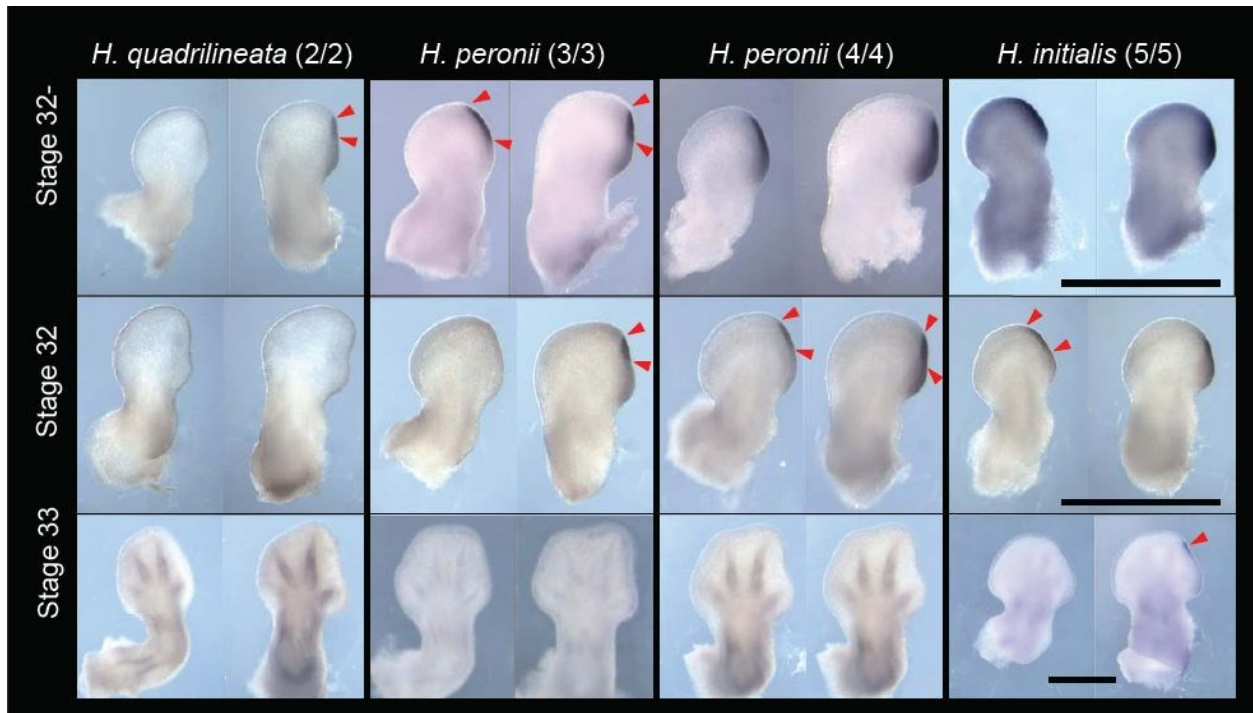 H. quadrilineata (2/2) H. peronii (3/3) H. peronii (4/4) H. initialis (5/5)
Stage 32-
Stage 32
Stage 33